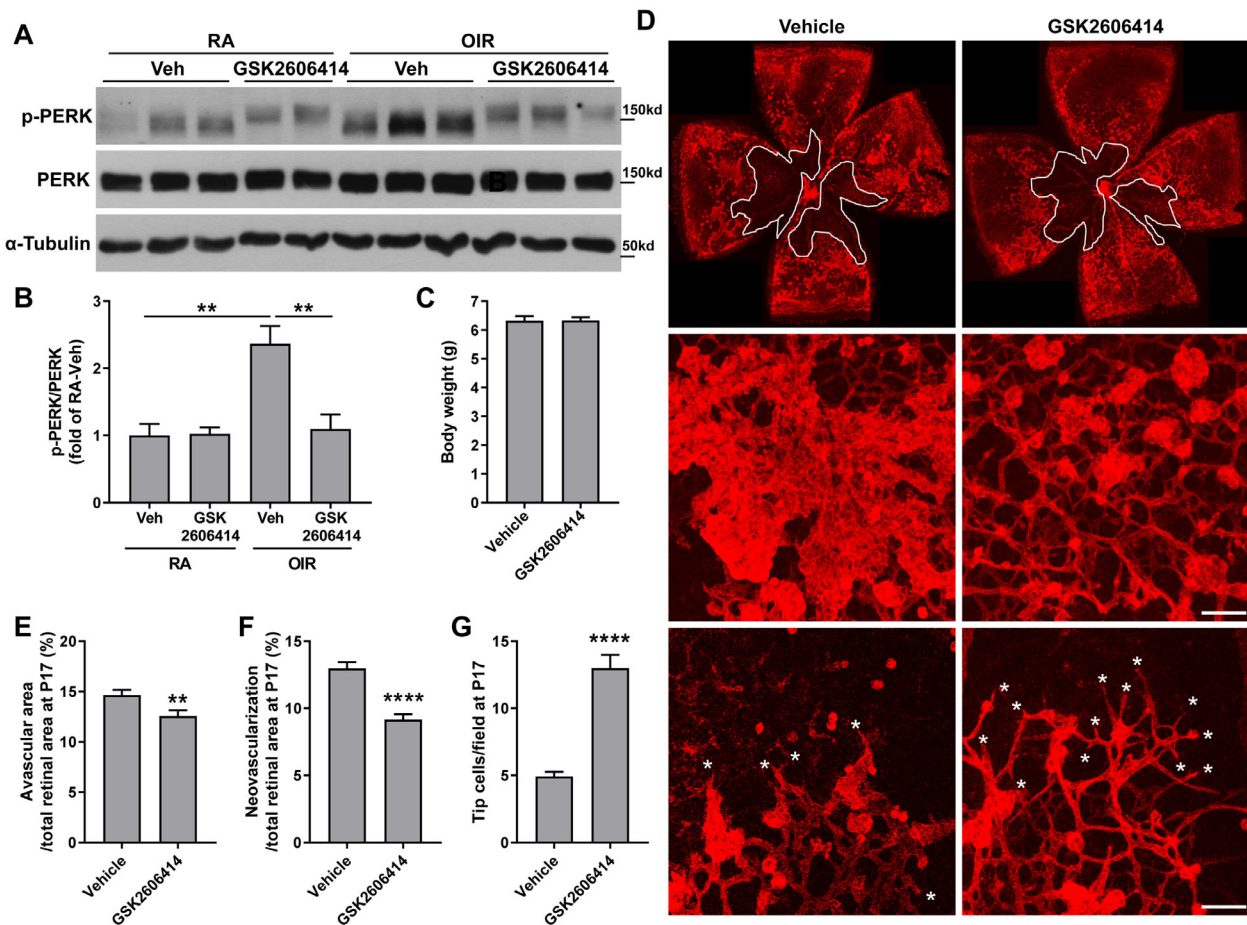 A
RA
OIR
Veh
GSK2606414
Veh
GSK2606414
p-PERK
150kd
PERK
B
150kd
α-Tubulin
50kd
B
p-PERK/PERK
(fold of RA-Veh)
3
2
1
0
**
**
Veh
GSK
2606414
Veh
GSK
2606414
RA
OIR
C
Body weight (g)
7
6
5
4
3
2
1
0
Vehicle
GSK2606414
D
Vehicle
GSK2606414
* * * * *
* * * * * * * * * * * * *
E
Avascular area
/total retinal area at P17 (%)
20
15
10
5
0
**
Vehicle
GSK2606414
F
Neovascularization
/total retinal area at P17 (%)
15
10
5
0
****
Vehicle
GSK2606414
G
Tip cells/field at P17
15
10
5
0
****
Vehicle
GSK2606414